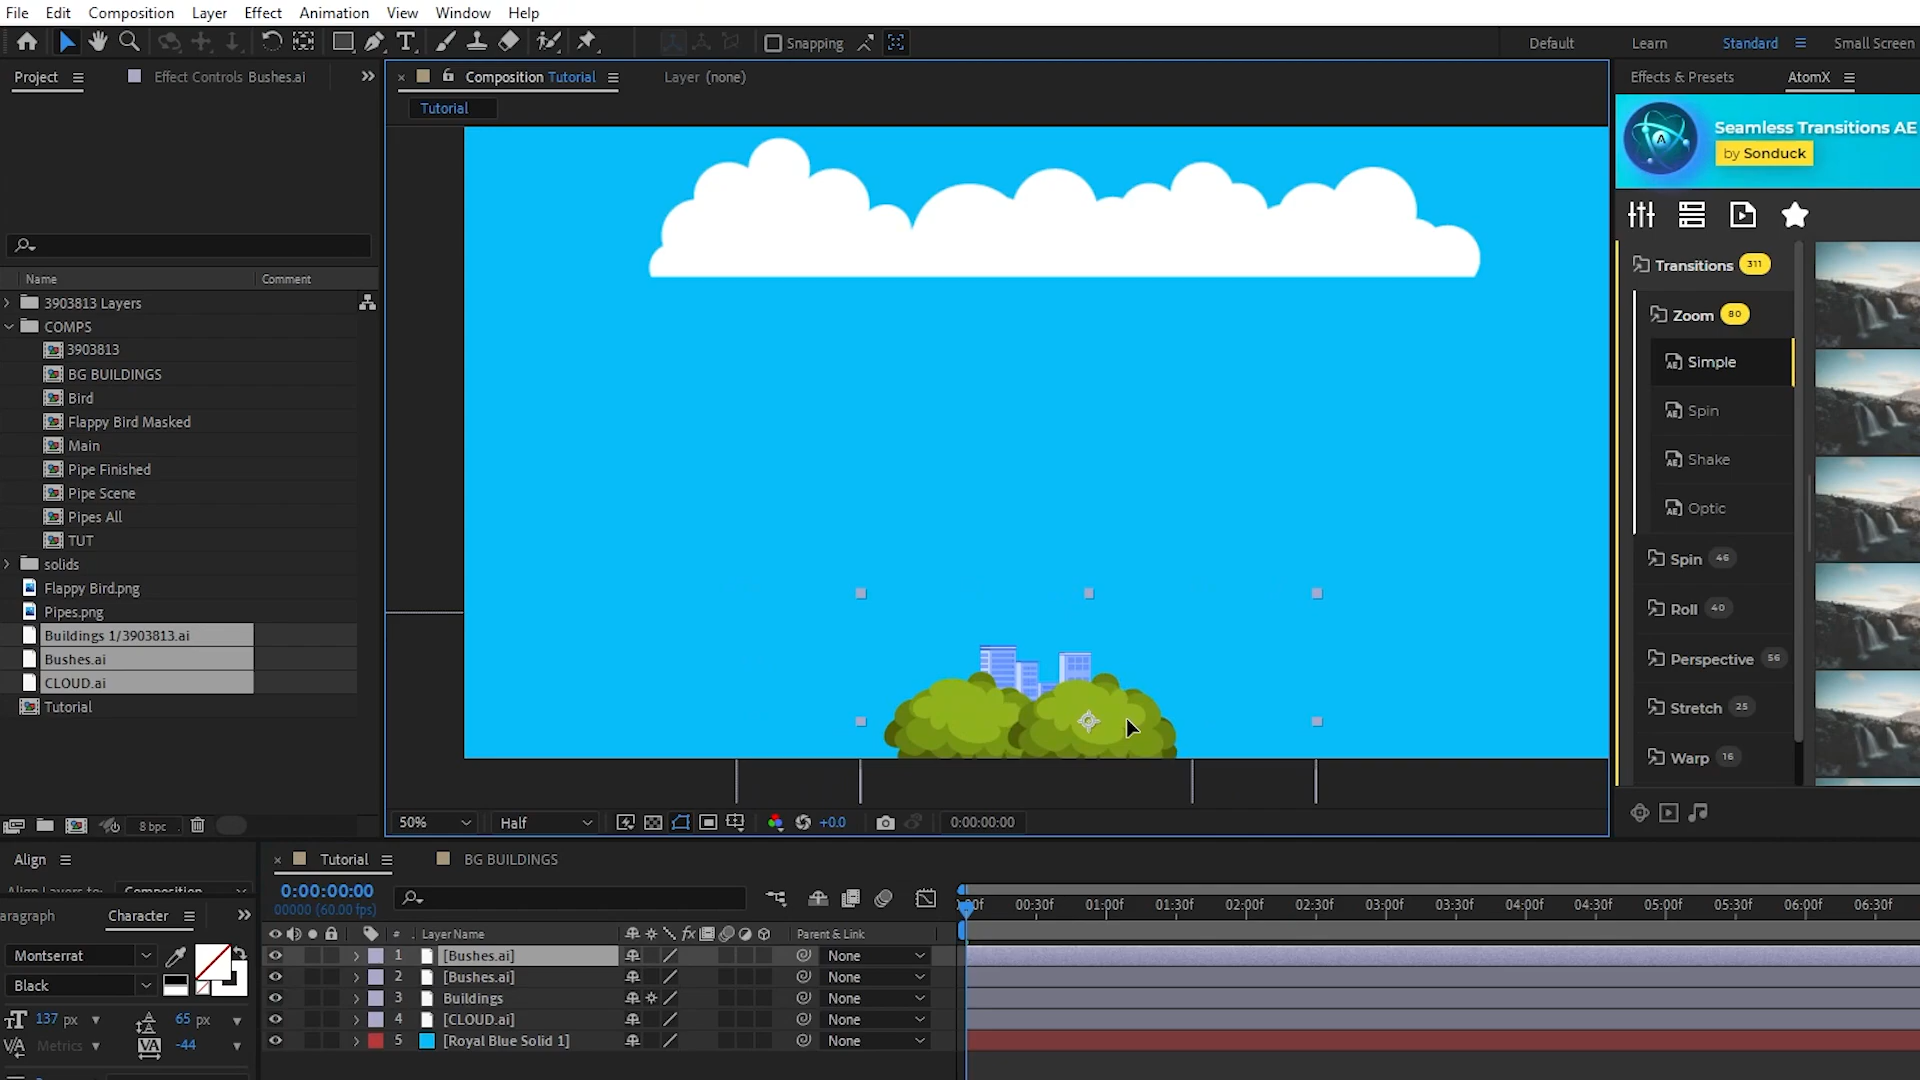 File Edit Composition Layer Effect Animation View Window Help
Snapping Default Learn Standard Small Screen
Project Effect Controls Bushes.ai
Composition Tutorial Layer (none)
Effects & Presets AtomX
Tutorial
Seamless Transitions AE
by Sonduck
Name Comment
3903813 Layers
COMPS
3903813
BG BUILDINGS
Bird
Flappy Bird Masked
Main
Pipe Finished
Pipe Scene
Pipes All
TUT
solids
Flappy Bird.png
Pipes.png
Buildings 1/3903813.ai
Bushes.ai
CLOUD.ai
Tutorial
Transitions 311
Zoom 80
Simple
Spin
Shake
Optic
Spin 46
Roll 40
Perspective 56
Stretch 25
Warp 16
8 bpc
50% Half +0.0 0:00:00:00
Align
Tutorial BG BUILDINGS
Align Layers to: Composition
0:00:00:00
00000 (60.00 fps)
00f 00:30f 01:00f 01:30f 02:00f 02:30f 03:00f 03:30f 04:00f 04:30f 05:00f 05:30f 06:00f 06:30f
aragraph Character
# Layer Name fx Parent & Link
Montserrat
Black
137 px 65 px
Metrics -44
1 [Bushes.ai] None
2 [Bushes.ai] None
3 Buildings None
4 [CLOUD.ai] None
5 [Royal Blue Solid 1] None